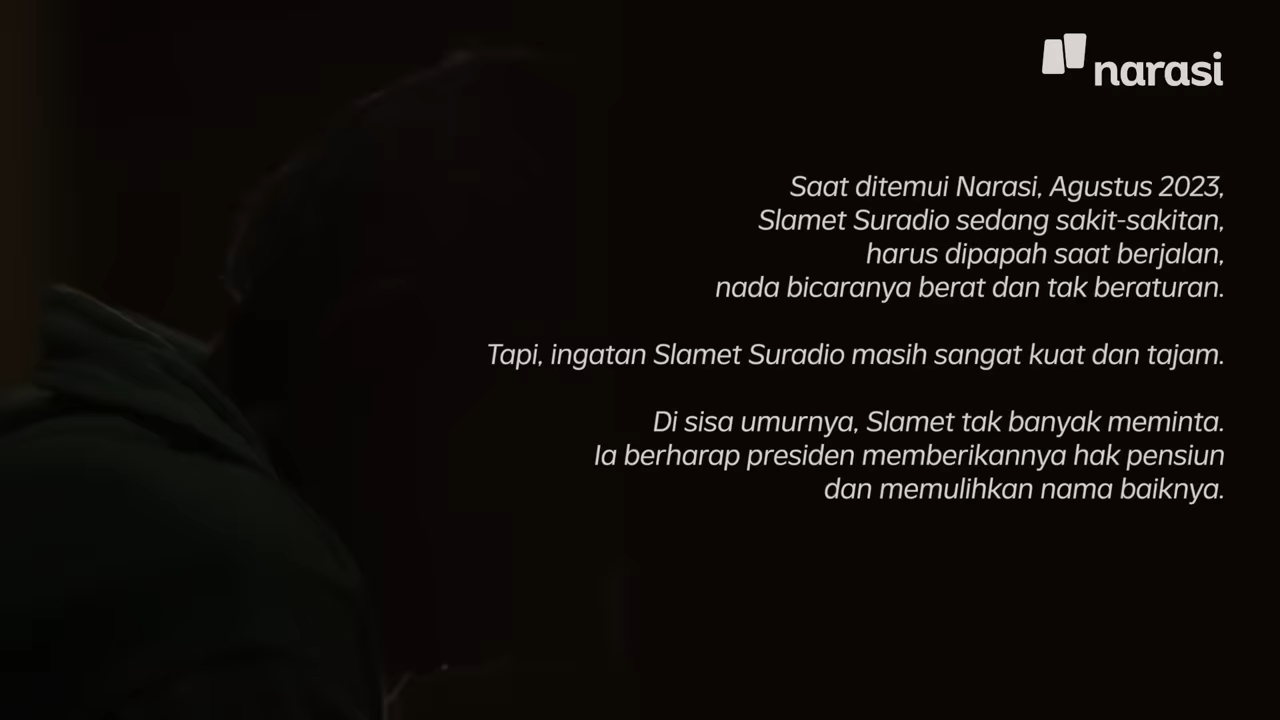 narasi
Saat ditemui Narasi, Agustus 2023,
Slamet Suradio sedang sakit-sakitan,
harus dipapah saat berjalan,
nada bicaranya berat dan tak beraturan.
Tapi, ingatan Slamet Suradio masih sangat kuat dan tajam.
Di sisa umurnya, Slamet tak banyak meminta.
Ia berharap presiden memberikannya hak pensiun
dan memulihkan nama baiknya.